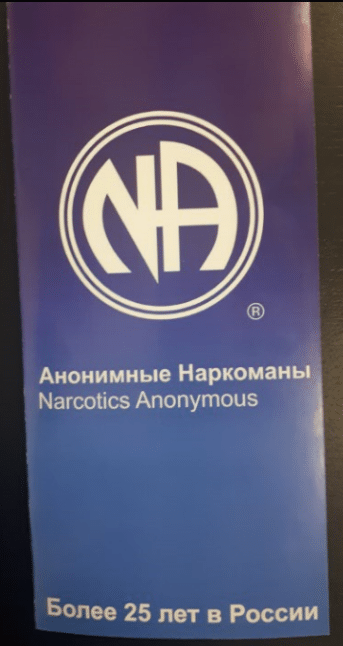 NA
®
Анонимные Наркоманы
Narcotics Anonymous
Более 25 лет в России